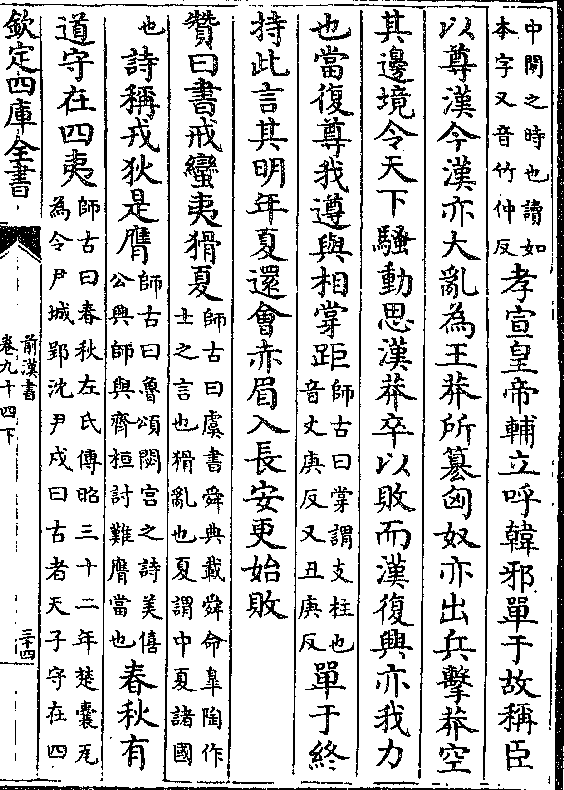 中閒之時也讀如本字又音竹仲反孝宣皇帝輔立呼韓邪單于故稱臣
以尊漢今漢亦大亂為王莽所篡匈奴亦出兵擊莽空
其邊境令天下騷動思漢莽卒以敗而漢復興亦我力
也當復尊我遵與相牚距師古曰牚謂支柱也音丈庚反又丑庚反單于終
持此言其明年夏還會赤眉入長安更始敗
贊曰書戒蠻夷猾夏師古曰虞書舜典載舜命臯陶作士之言也猾亂也夏謂中夏諸國
也詩稱戎狄是膺師古曰魯頌閟宫之詩美僖公興師與齊桓討難膺當也春秋有
道守在四夷師古曰春秋左氏傳昭三十二年楚囊瓦為令尹城郢沈尹戌曰古者天子守在四
欽定四庫全書
前漢書
卷九十四下
三十四